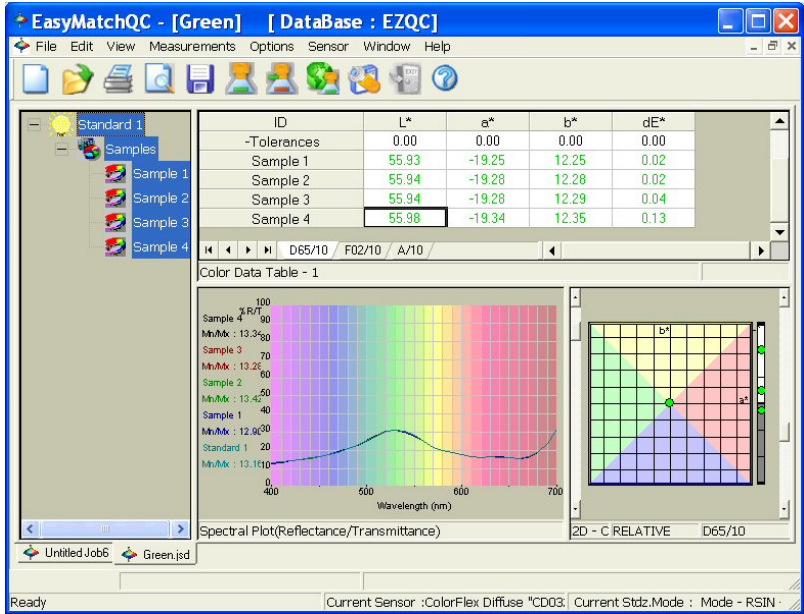 EasyMatchQC - [Green] [ DataBase : EZQC]
File Edit View Measurements Options Sensor Window Help
Standard 1
Samples
Sample 1
Sample 2
Sample 3
Sample 4
ID L* a* b* dE*
-Tolerances 0.00 0.00 0.00 0.00
Sample 1 55.93 -19.25 12.25 0.02
Sample 2 55.94 -19.28 12.28 0.02
Sample 3 55.94 -19.28 12.29 0.04
Sample 4 55.98 -19.34 12.35 0.13
D65/10 F02/10 A/10
Color Data Table - 1
%R/T
100
90
80
70
60
50
40
30
20
10
0
Sample 4
Mn/Mx : 13.34
Sample 3
Mn/Mx : 13.28
Sample 2
Mn/Mx : 13.42
Sample 1
Mn/Mx : 12.90
Standard 1
Mn/Mx : 13.16
400 500 600 700
Wavelength (nm)
b*
a*
Spectral Plot(Reflectance/Transmittance)
2D - C RELATIVE D65/10
Untitled Job6 Green.jsd
Ready Current Sensor :ColorFlex Diffuse "CD03: Current Stdz.Mode : Mode - RSIN -